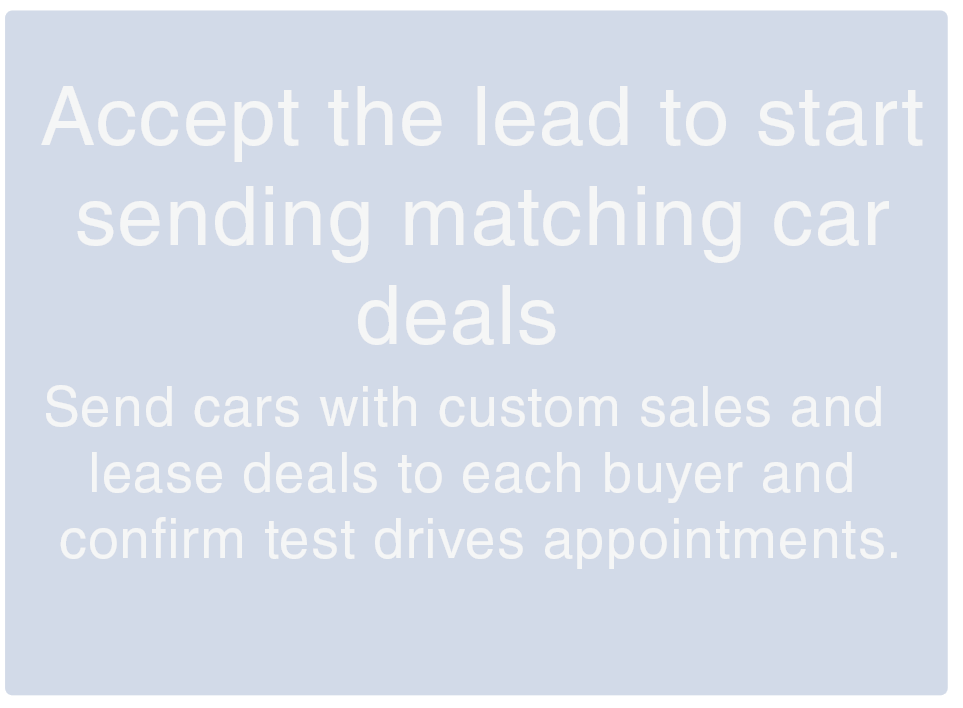 Accept the lead to start
sending matching car
deals
Send cars with custom sales and
lease deals to each buyer and
confirm test drives appointments.